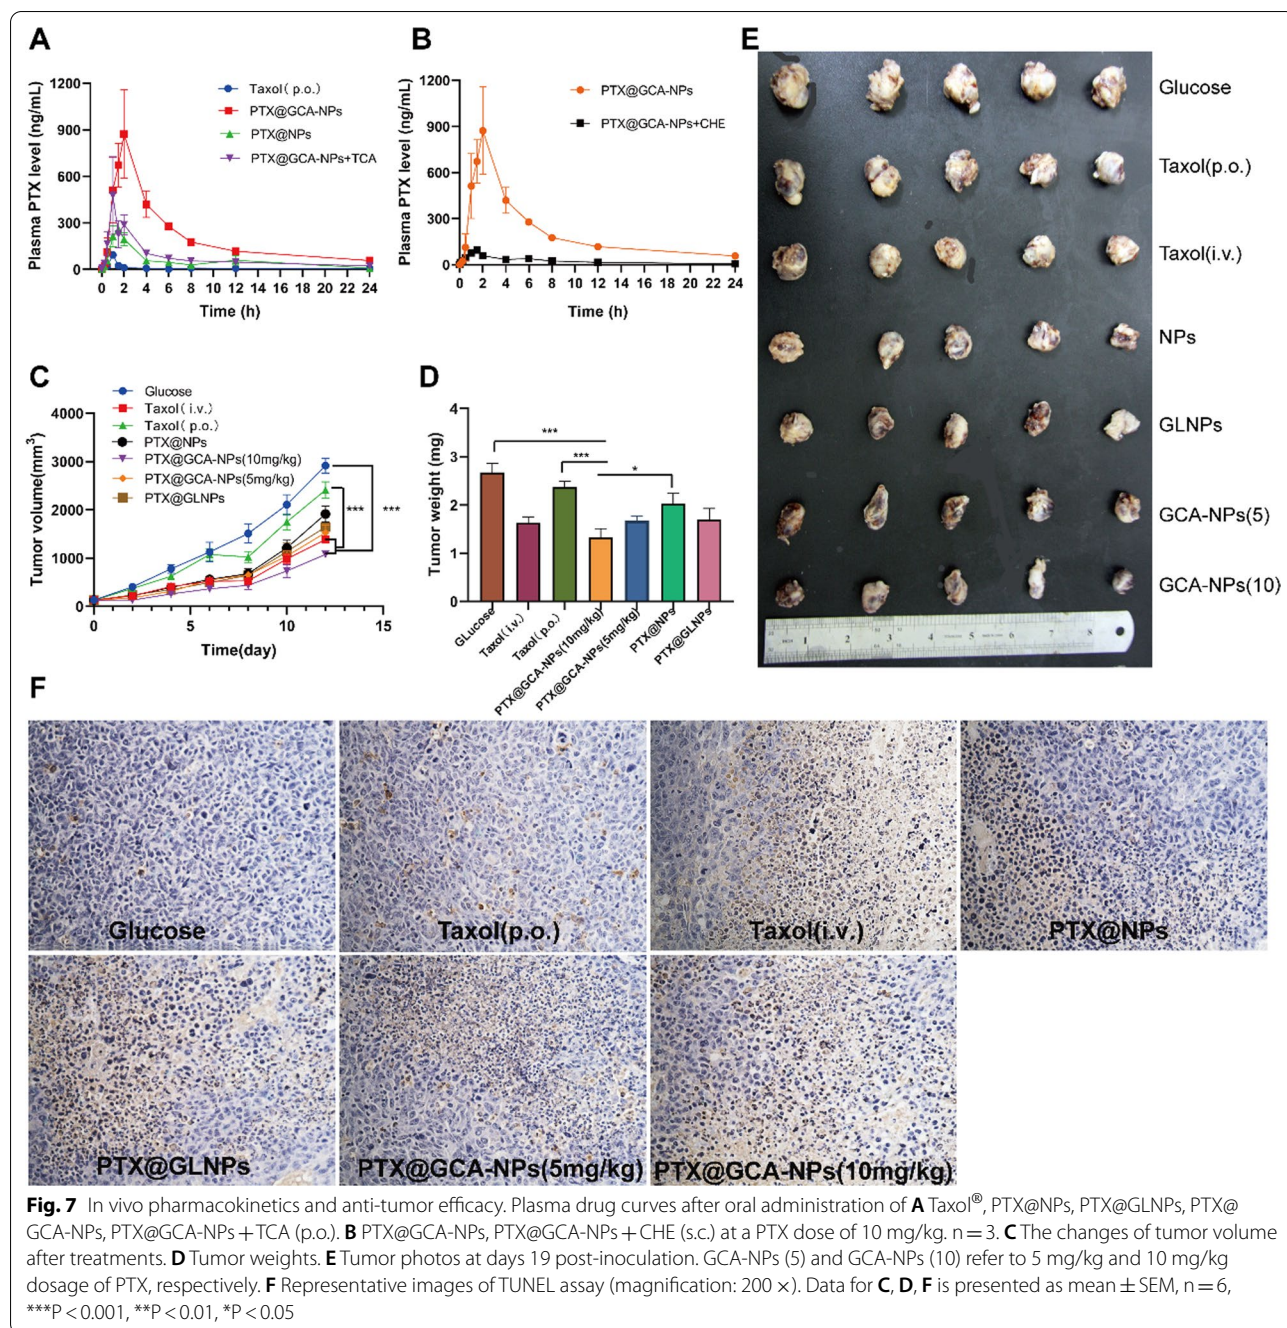 A
1200
900
600
300
0
Plasma PTX level (ng/mL)
Taxol( p.o.)
PTX@GCA-NPs
PTX@NPs
PTX@GCA-NPs+TCA
0 2 4 6 8 10 12 14 16 18 20 22 24
Time (h)
B
1200
900
600
300
0
Plasma PTX level (ng/mL)
PTX@GCA-NPs
PTX@GCA-NPs+CHE
0 2 4 6 8 10 12 14 16 18 20 22 24
Time (h)
C
Glucose
Taxol( i.v.)
Taxol( p.o.)
PTX@NPs
PTX@GCA-NPs(10mg/kg)
PTX@GCA-NPs(5mg/kg)
PTX@GLNPs
4000
3000
2000
1000
0
Tumor volume(mm³)
*** ***
0 5 10 15
Time(day)
D
4
3
2
1
0
Tumor weight (mg)
***
***
*
GLucose
Taxol( i.v.)
Taxol( p.o.)
PTX@GCA-NPs(10mg/kg)
PTX@GCA-NPs(5mg/kg)
PTX@NPs
PTX@GLNPs
E
Glucose
Taxol(p.o.)
Taxol(i.v.)
NPs
GLNPs
GCA-NPs(5)
GCA-NPs(10)
1 2 3 4 5 6 7 8
F
Glucose
Taxol(p.o.)
Taxol(i.v.)
PTX@NPs
PTX@GLNPs
PTX@GCA-NPs(5mg/kg)
PTX@GCA-NPs(10mg/kg)
Fig. 7 In vivo pharmacokinetics and anti-tumor efficacy. Plasma drug curves after oral administration of A Taxol®, PTX@NPs, PTX@GLNPs, PTX@
GCA-NPs, PTX@GCA-NPs + TCA (p.o.). B PTX@GCA-NPs, PTX@GCA-NPs + CHE (s.c.) at a PTX dose of 10 mg/kg. n = 3. C The changes of tumor volume
after treatments. D Tumor weights. E Tumor photos at days 19 post-inoculation. GCA-NPs (5) and GCA-NPs (10) refer to 5 mg/kg and 10 mg/kg
dosage of PTX, respectively. F Representative images of TUNEL assay (magnification: 200 ×). Data for C, D, F is presented as mean ± SEM, n = 6,
***P < 0.001, **P < 0.01, *P < 0.05